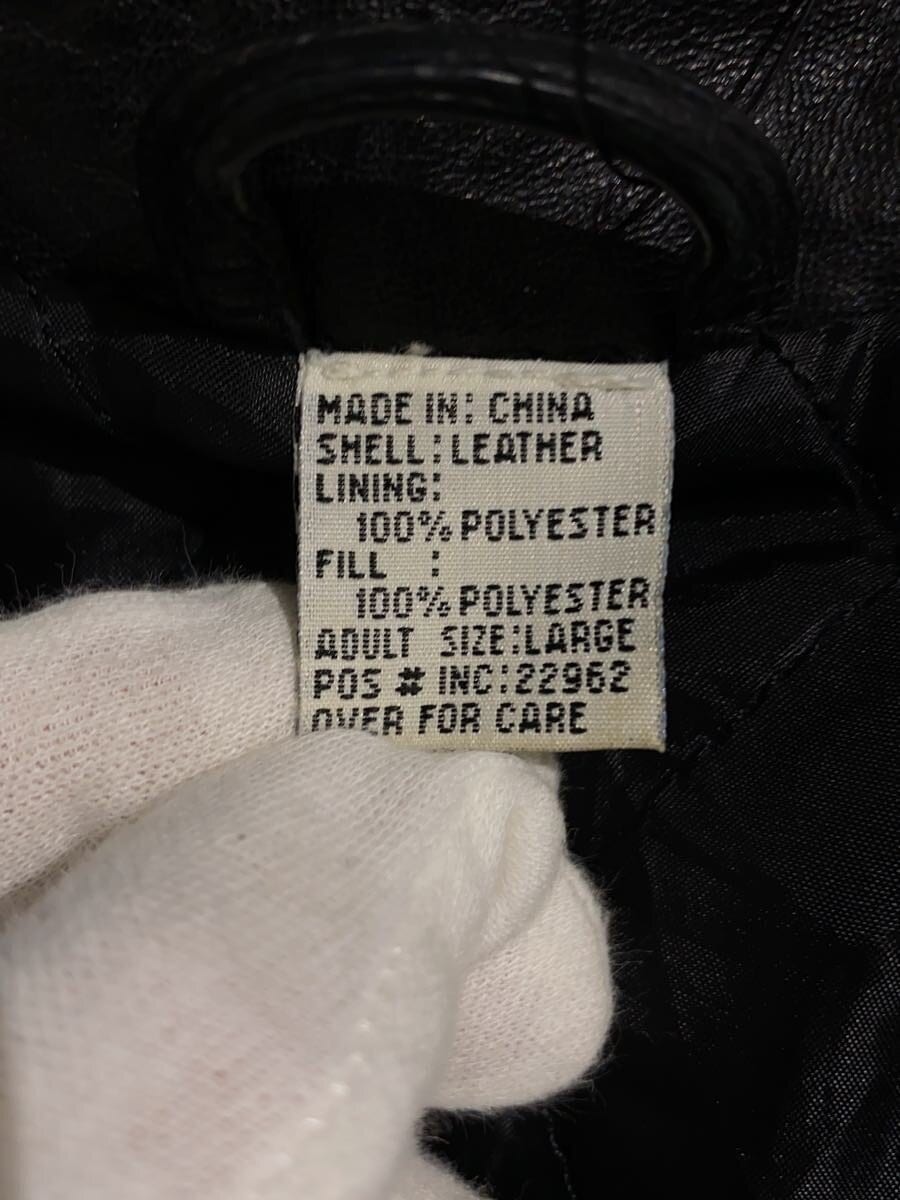 MADE IN: CHINA
SHELL: LEATHER
LINING:
100% POLYESTER
FILL :
100% POLYESTER
ADULT SIZE:LARGE
POS # INC:22962
OVER FOR CARE